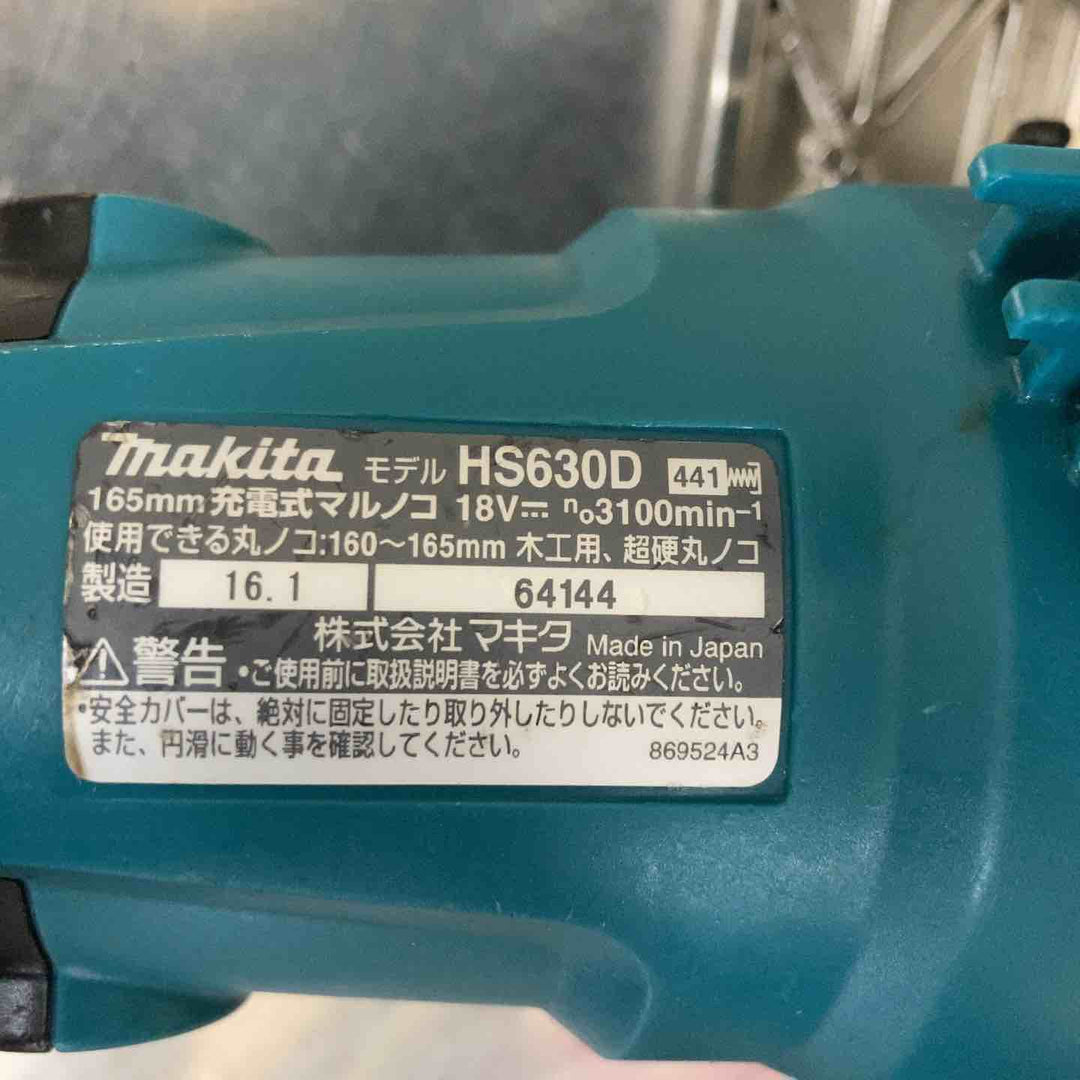 makita モデル HS630D 441
165mm 充電式マルノコ 18V⎓ n₀3100min⁻¹
使用できる丸ノコ:160～165mm 木工用、超硬丸ノコ
製造 16.1 64144
株式会社 マキタ Made in Japan
警告 •ご使用前に取扱説明書を必ずよくお読みください。
•安全カバーは、絶対に固定したり取り外したりしないでください。
また、円滑に動く事を確認してください。 869524A3